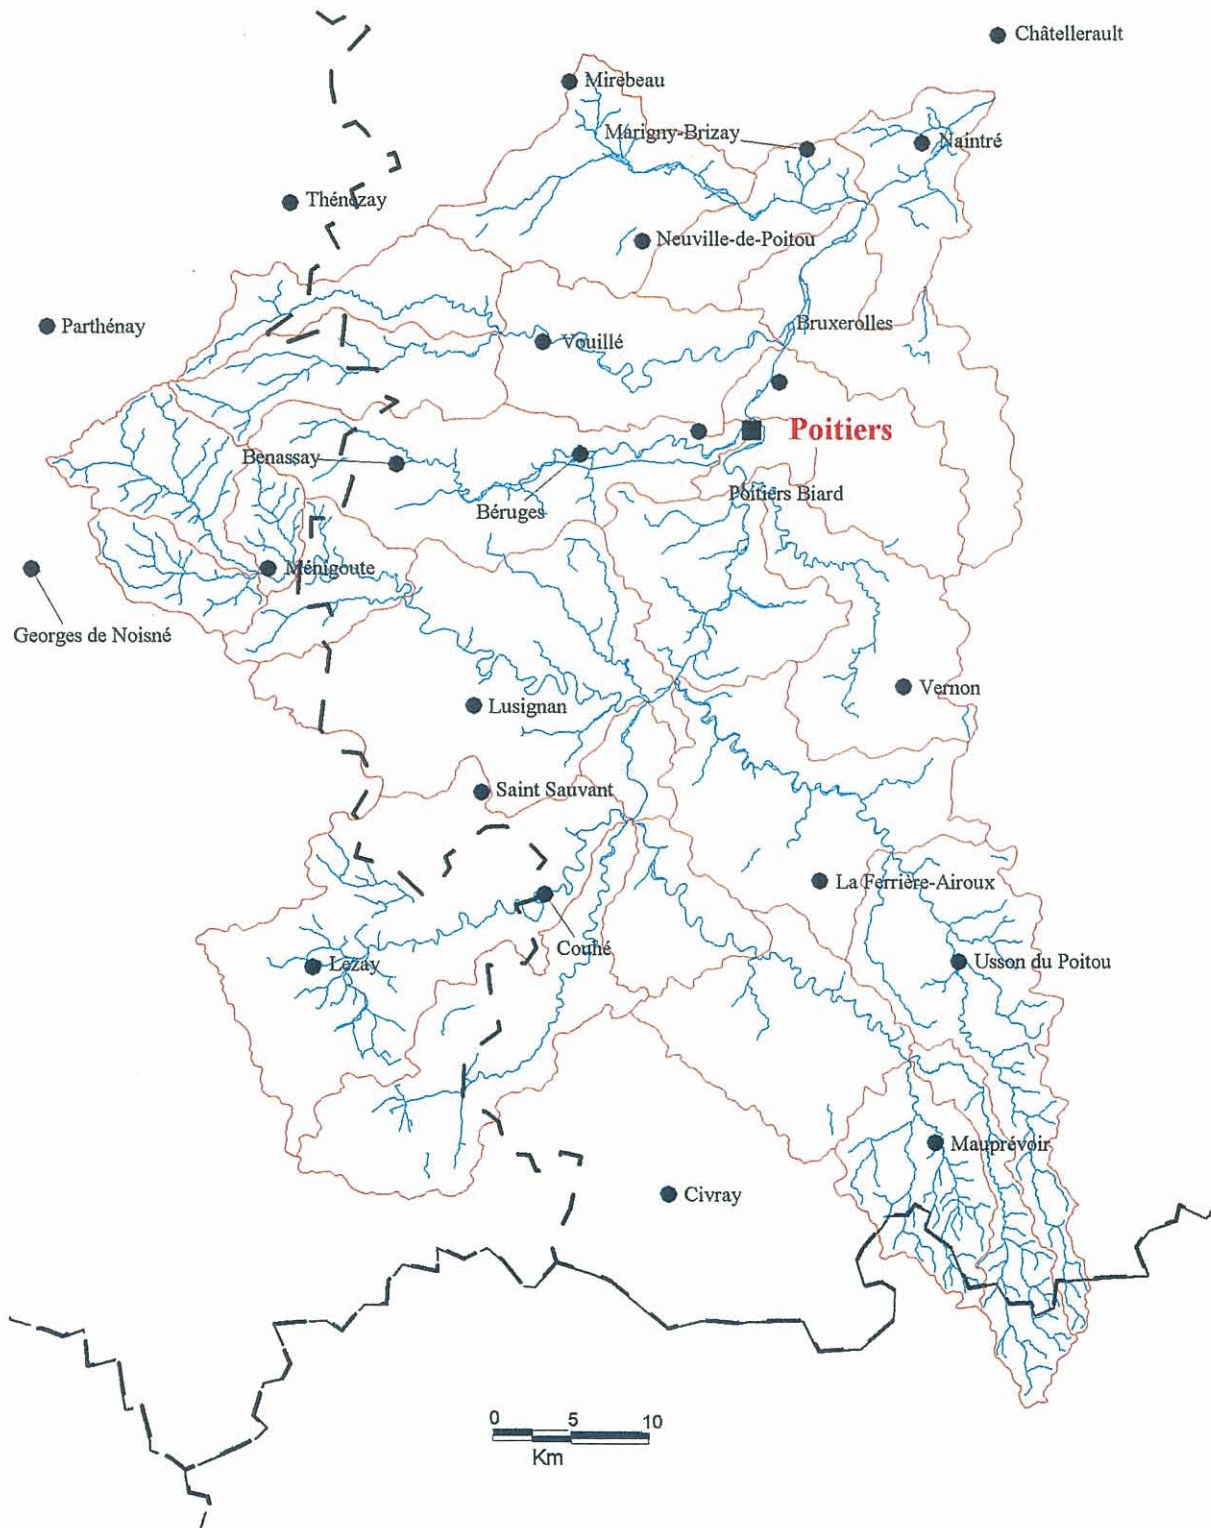 Châtellerault
Mirebeau
Marigny-Brizay
Naintré
Thénezay
Neuville-de-Poitou
Parthénay
Bruxerolles
Vouillé
Poitiers
Benassay
Poitiers Biard
Béruges
Ménigoute
Georges de Noisné
Vernon
Lusignan
Saint Sauvant
La Ferrière-Airoux
Couhé
Lezay
Usson du Poitou
Mauprévoir
Civray
0 5 10
Km